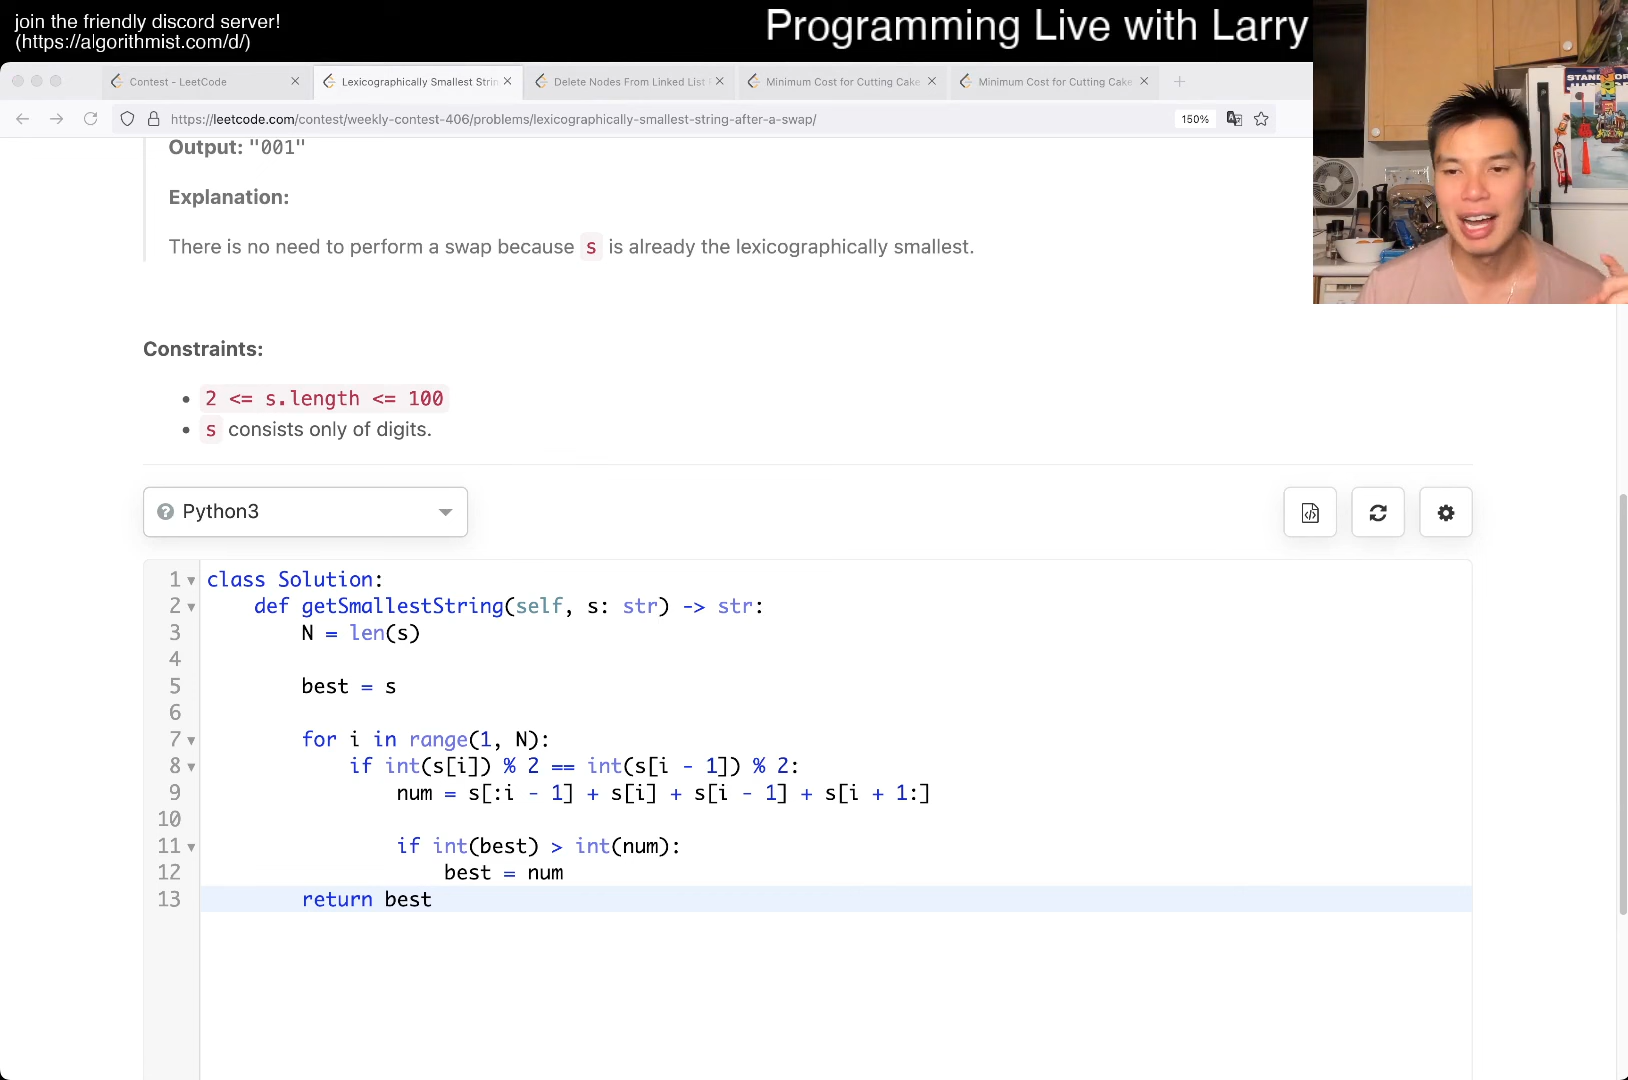 join the friendly discord server!
(https://algorithmist.com/d/)
Programming Live with Larry
Contest - LeetCode
Lexicographically Smallest Strin
Delete Nodes From Linked List
Minimum Cost for Cutting Cake
Minimum Cost for Cutting Cake
https://leetcode.com/contest/weekly-contest-406/problems/lexicographically-smallest-string-after-a-swap/
150%
Output: "001"
Explanation:
There is no need to perform a swap because s is already the lexicographically smallest.
Constraints:
2 <= s.length <= 100
s consists only of digits.
Python3
1 class Solution:
2     def getSmallestString(self, s: str) -> str:
3         N = len(s)
4
5         best = s
6
7         for i in range(1, N):
8             if int(s[i]) % 2 == int(s[i - 1]) % 2:
9                 num = s[:i - 1] + s[i] + s[i - 1] + s[i + 1:]
10
11                 if int(best) > int(num):
12                     best = num
13         return best